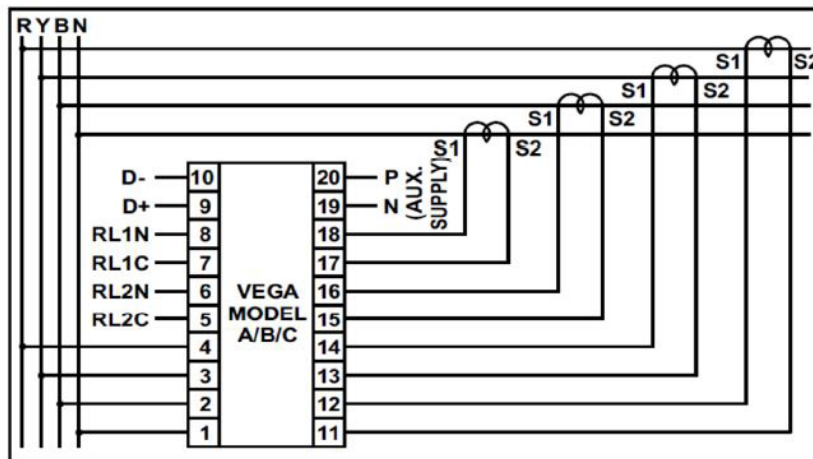 R Y B N
S1 S2
S1 S2
S1 S2
S1 S2
D- 10 20 P
D+ 9 19 N
(AUX.
SUPPLY)
RL1N 8 18
RL1C 7 17
RL2N 6 16
RL2C 5 15
VEGA
MODEL
A/B/C
4 14
3 13
2 12
1 11